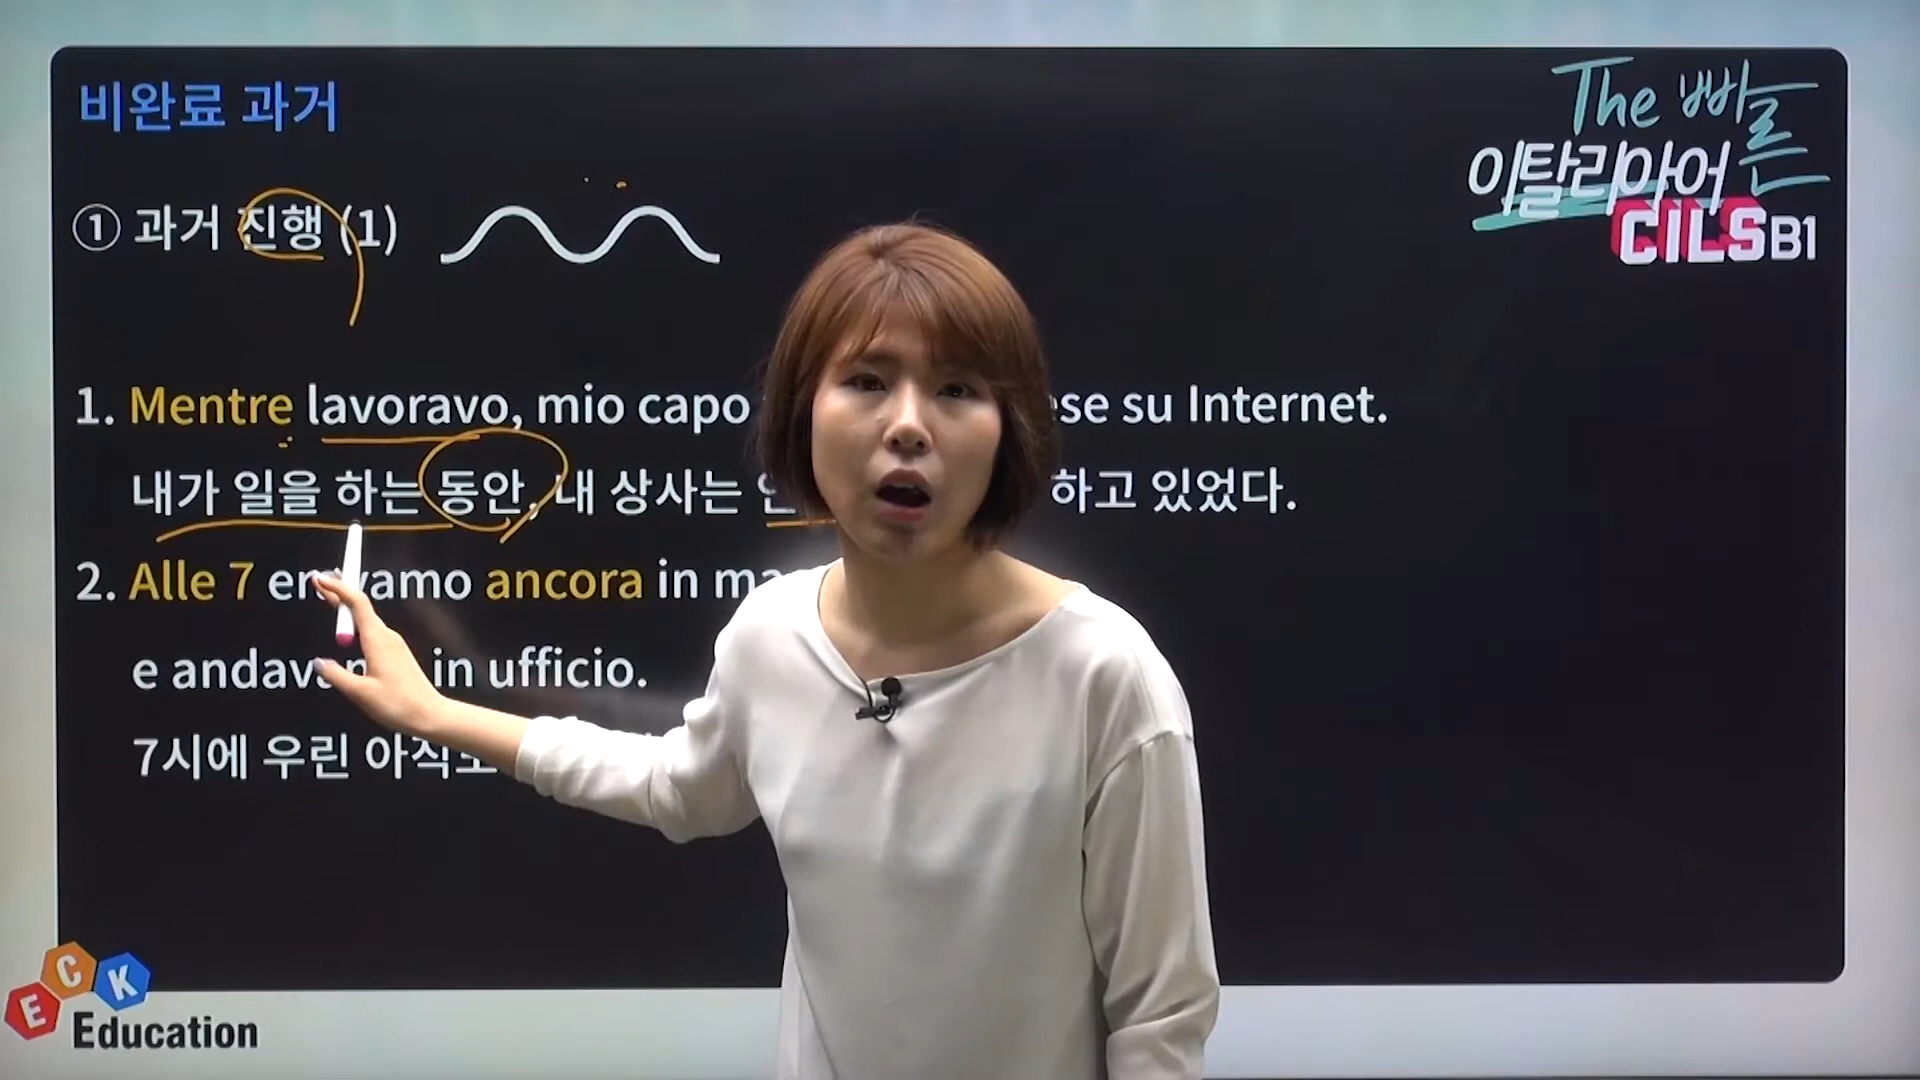 비완료 과거
The 빠른
이탈리아어
CILS B1
① 과거 진행 (1)
1. Mentre lavoravo, mio capo su Internet.
내가 일을 하는 동안, 내 상사는 하고 있었다.
2. Alle 7 ancora in
e in ufficio.
7시에 우린 아직도
ECK
Education